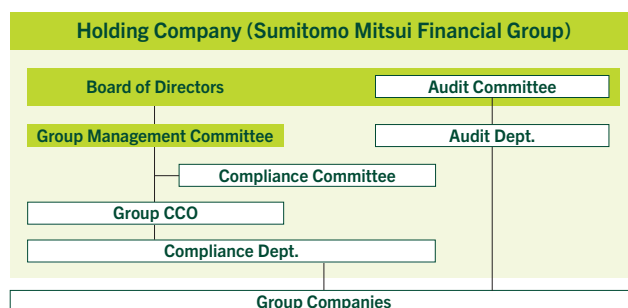 Holding Company (Sumitomo Mitsui Financial Group)
Board of Directors
Audit Committee
Group Management Committee
Audit Dept.
Compliance Committee
Group CCO
Compliance Dept.
Group Companies